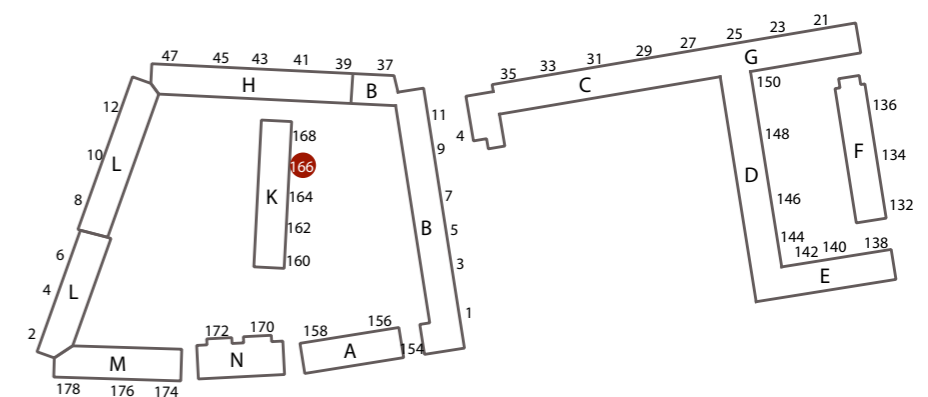 47 45 43 41 39 37
H B
12 10 8 L
6 4 2 L
168
166
164
162
160
K
11
9
7
5
3
1
B
172 170
N
158 156 154
A
M
178 176 174
35 33 31 29 27 25 23 21
C G
4
150
148
146
144
142 140 138
D
E
136
134
132
F